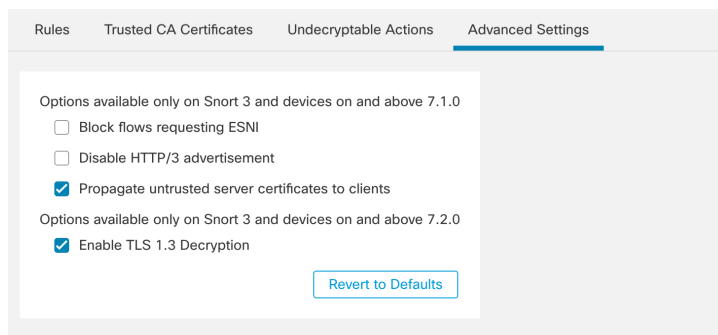 Rules Trusted CA Certificates Undecryptable Actions Advanced Settings
Options available only on Snort 3 and devices on and above 7.1.0
Block flows requesting ESNI
Disable HTTP/3 advertisement
Propagate untrusted server certificates to clients
Options available only on Snort 3 and devices on and above 7.2.0
Enable TLS 1.3 Decryption
Revert to Defaults